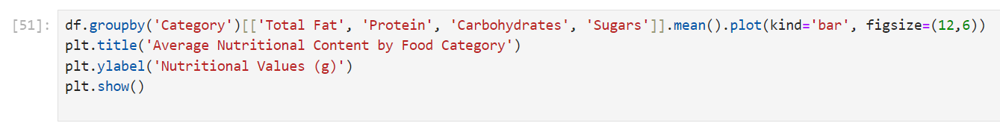 [51]: df.groupby('Category')[['Total Fat', 'Protein', 'Carbohydrates', 'Sugars']].mean().plot(kind='bar', figsize=(12,6))
plt.title('Average Nutritional Content by Food Category')
plt.ylabel('Nutritional Values (g)')
plt.show()